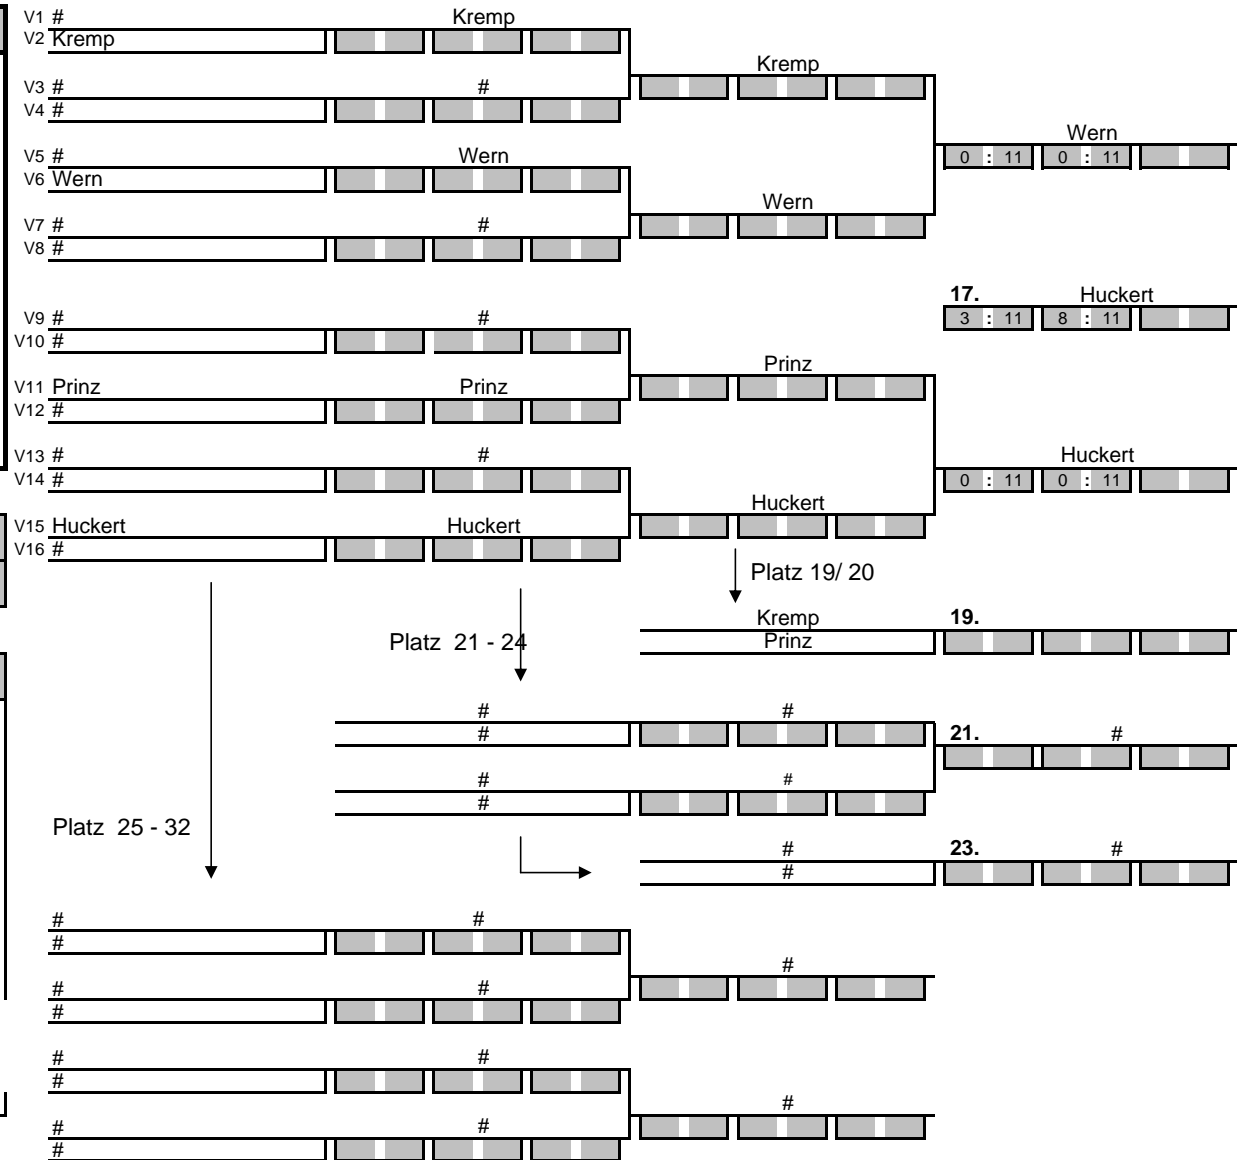 V1 # Kremp
V2 Kremp
Kremp
V3 # #
V4 #
Wern
0 : 11 0 : 11
V5 # Wern
V6 Wern
Wern
V7 # #
V8 #
17. Huckert
3 : 11 8 : 11
V9 # #
V10 #
Prinz
V11 Prinz Prinz
V12 #
V13 # #
Huckert
V14 #
0 : 11 0 : 11
Huckert
V15 Huckert Huckert
V16 #
Platz 19/ 20
Kremp 19.
Prinz
Platz 21 - 24
# #
# 21. #
# #
#
Platz 25 - 32
# 23. #
#
# #
#
#
# #
#
# #
#
#
# #
#